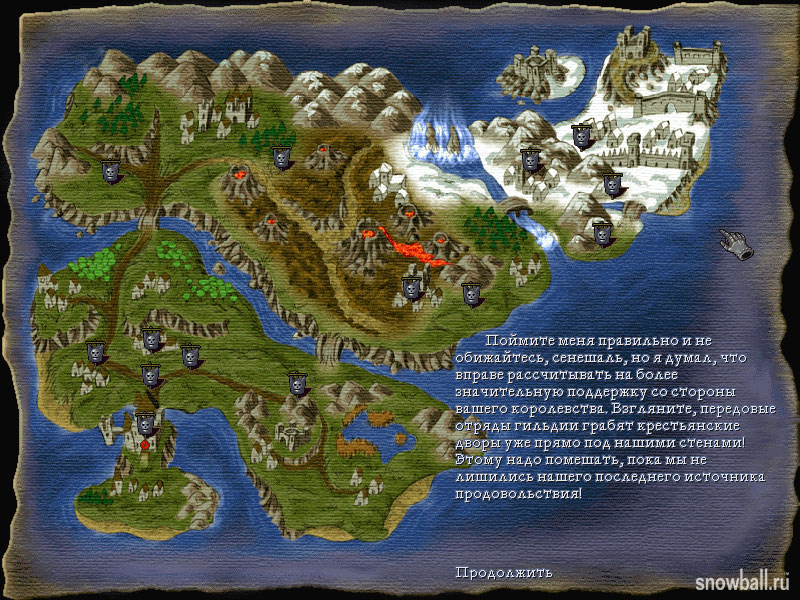 Поймите меня правильно и не
обижайтесь, сенешаль, но я думал, что
вправе рассчитывать на более
значительную поддержку со стороны
вашего королевства. Взгляните, передовые
отряды гильдии грабят крестьянские
дворы уже прямо под нашими стенами!
Этому надо помешать, пока мы не
лишились нашего последнего источника
продовольствия!
Продолжить
snowball.ru